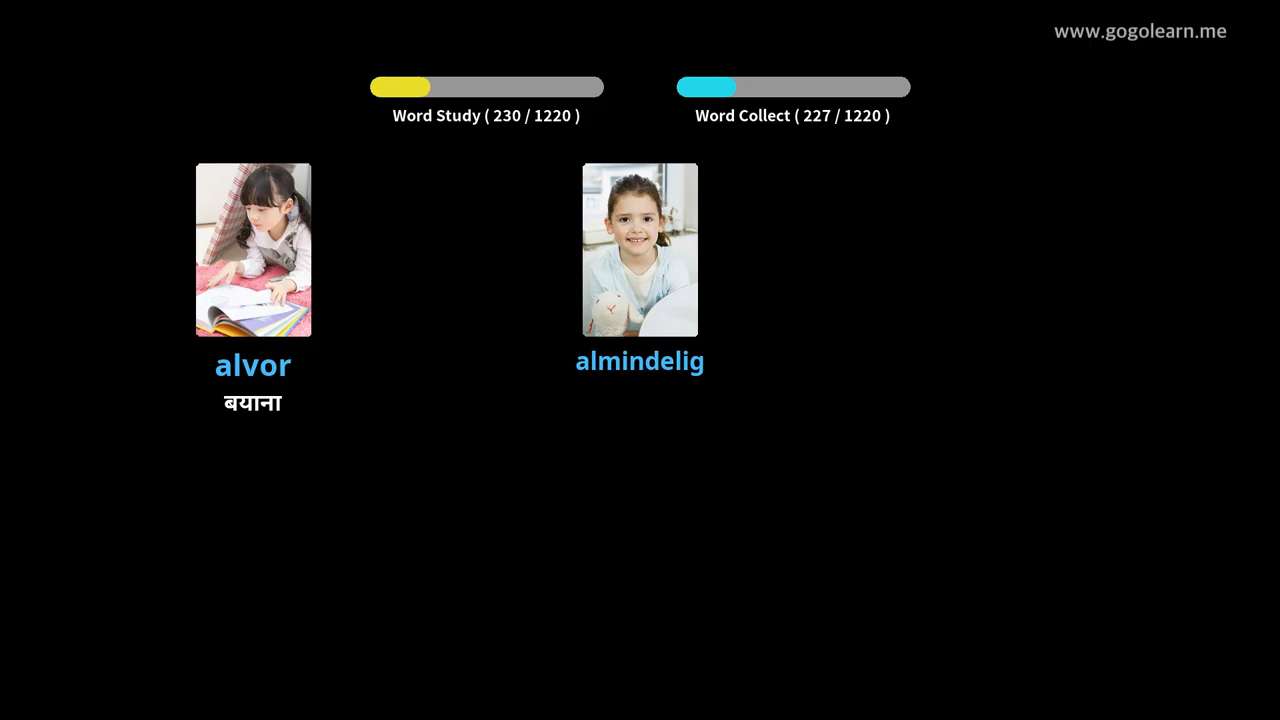 www.gogolearn.me
Word Study ( 230 / 1220 )
Word Collect ( 227 / 1220 )
alvor
बयाना
almindelig